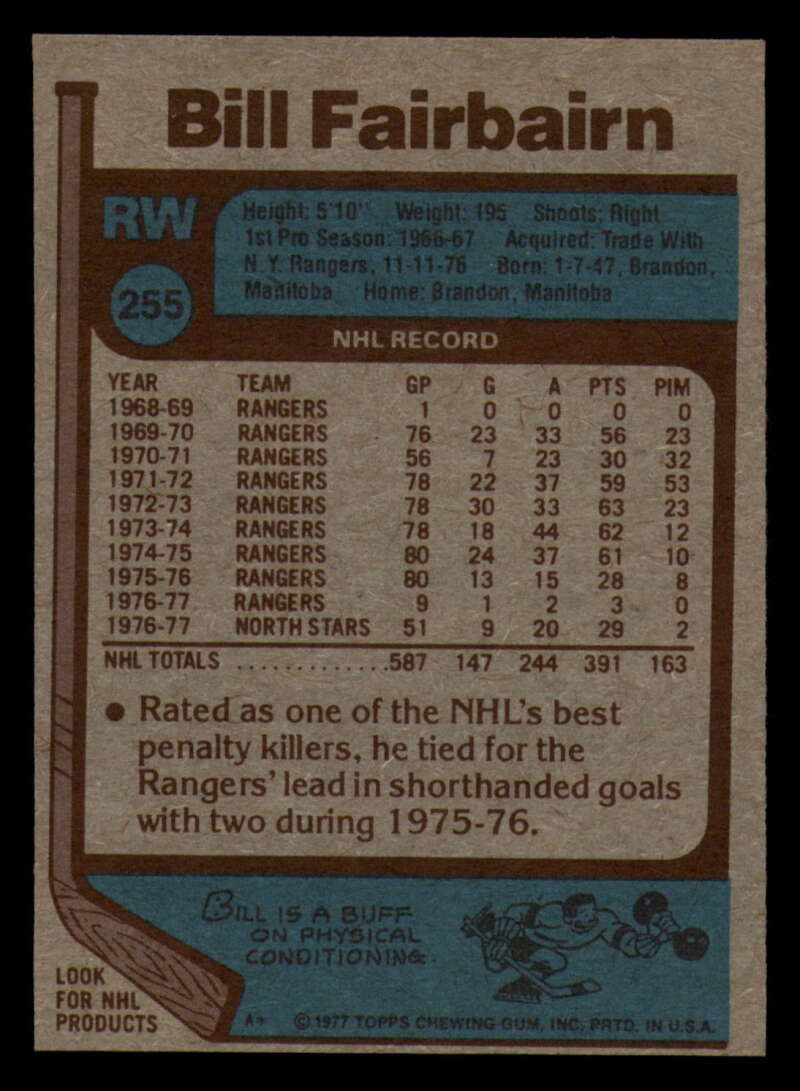 Bill Fairbairn
RW
Height: 5'10" Weight: 195 Shoots: Right
1st Pro Season: 1966-67 Acquired: Trade With
N.Y. Rangers, 11-11-76 Born: 1-7-47, Brandon,
Manitoba Home: Brandon, Manitoba
255
NHL RECORD
YEAR TEAM GP G A PTS PIM
1968-69 RANGERS 1 0 0 0 0
1969-70 RANGERS 76 23 33 56 23
1970-71 RANGERS 56 7 23 30 32
1971-72 RANGERS 78 22 37 59 53
1972-73 RANGERS 78 30 33 63 23
1973-74 RANGERS 78 18 44 62 12
1974-75 RANGERS 80 24 37 61 10
1975-76 RANGERS 80 13 15 28 8
1976-77 RANGERS 9 1 2 3 0
1976-77 NORTH STARS 51 9 20 29 2
NHL TOTALS .............587 147 244 391 163
● Rated as one of the NHL's best
penalty killers, he tied for the
Rangers' lead in shorthanded goals
with two during 1975-76.
BILL IS A BUFF
ON PHYSICAL
CONDITIONING.
LOOK
FOR NHL
PRODUCTS
A* ©1977 TOPPS CHEWING GUM, INC. PRTD. IN U.S.A.